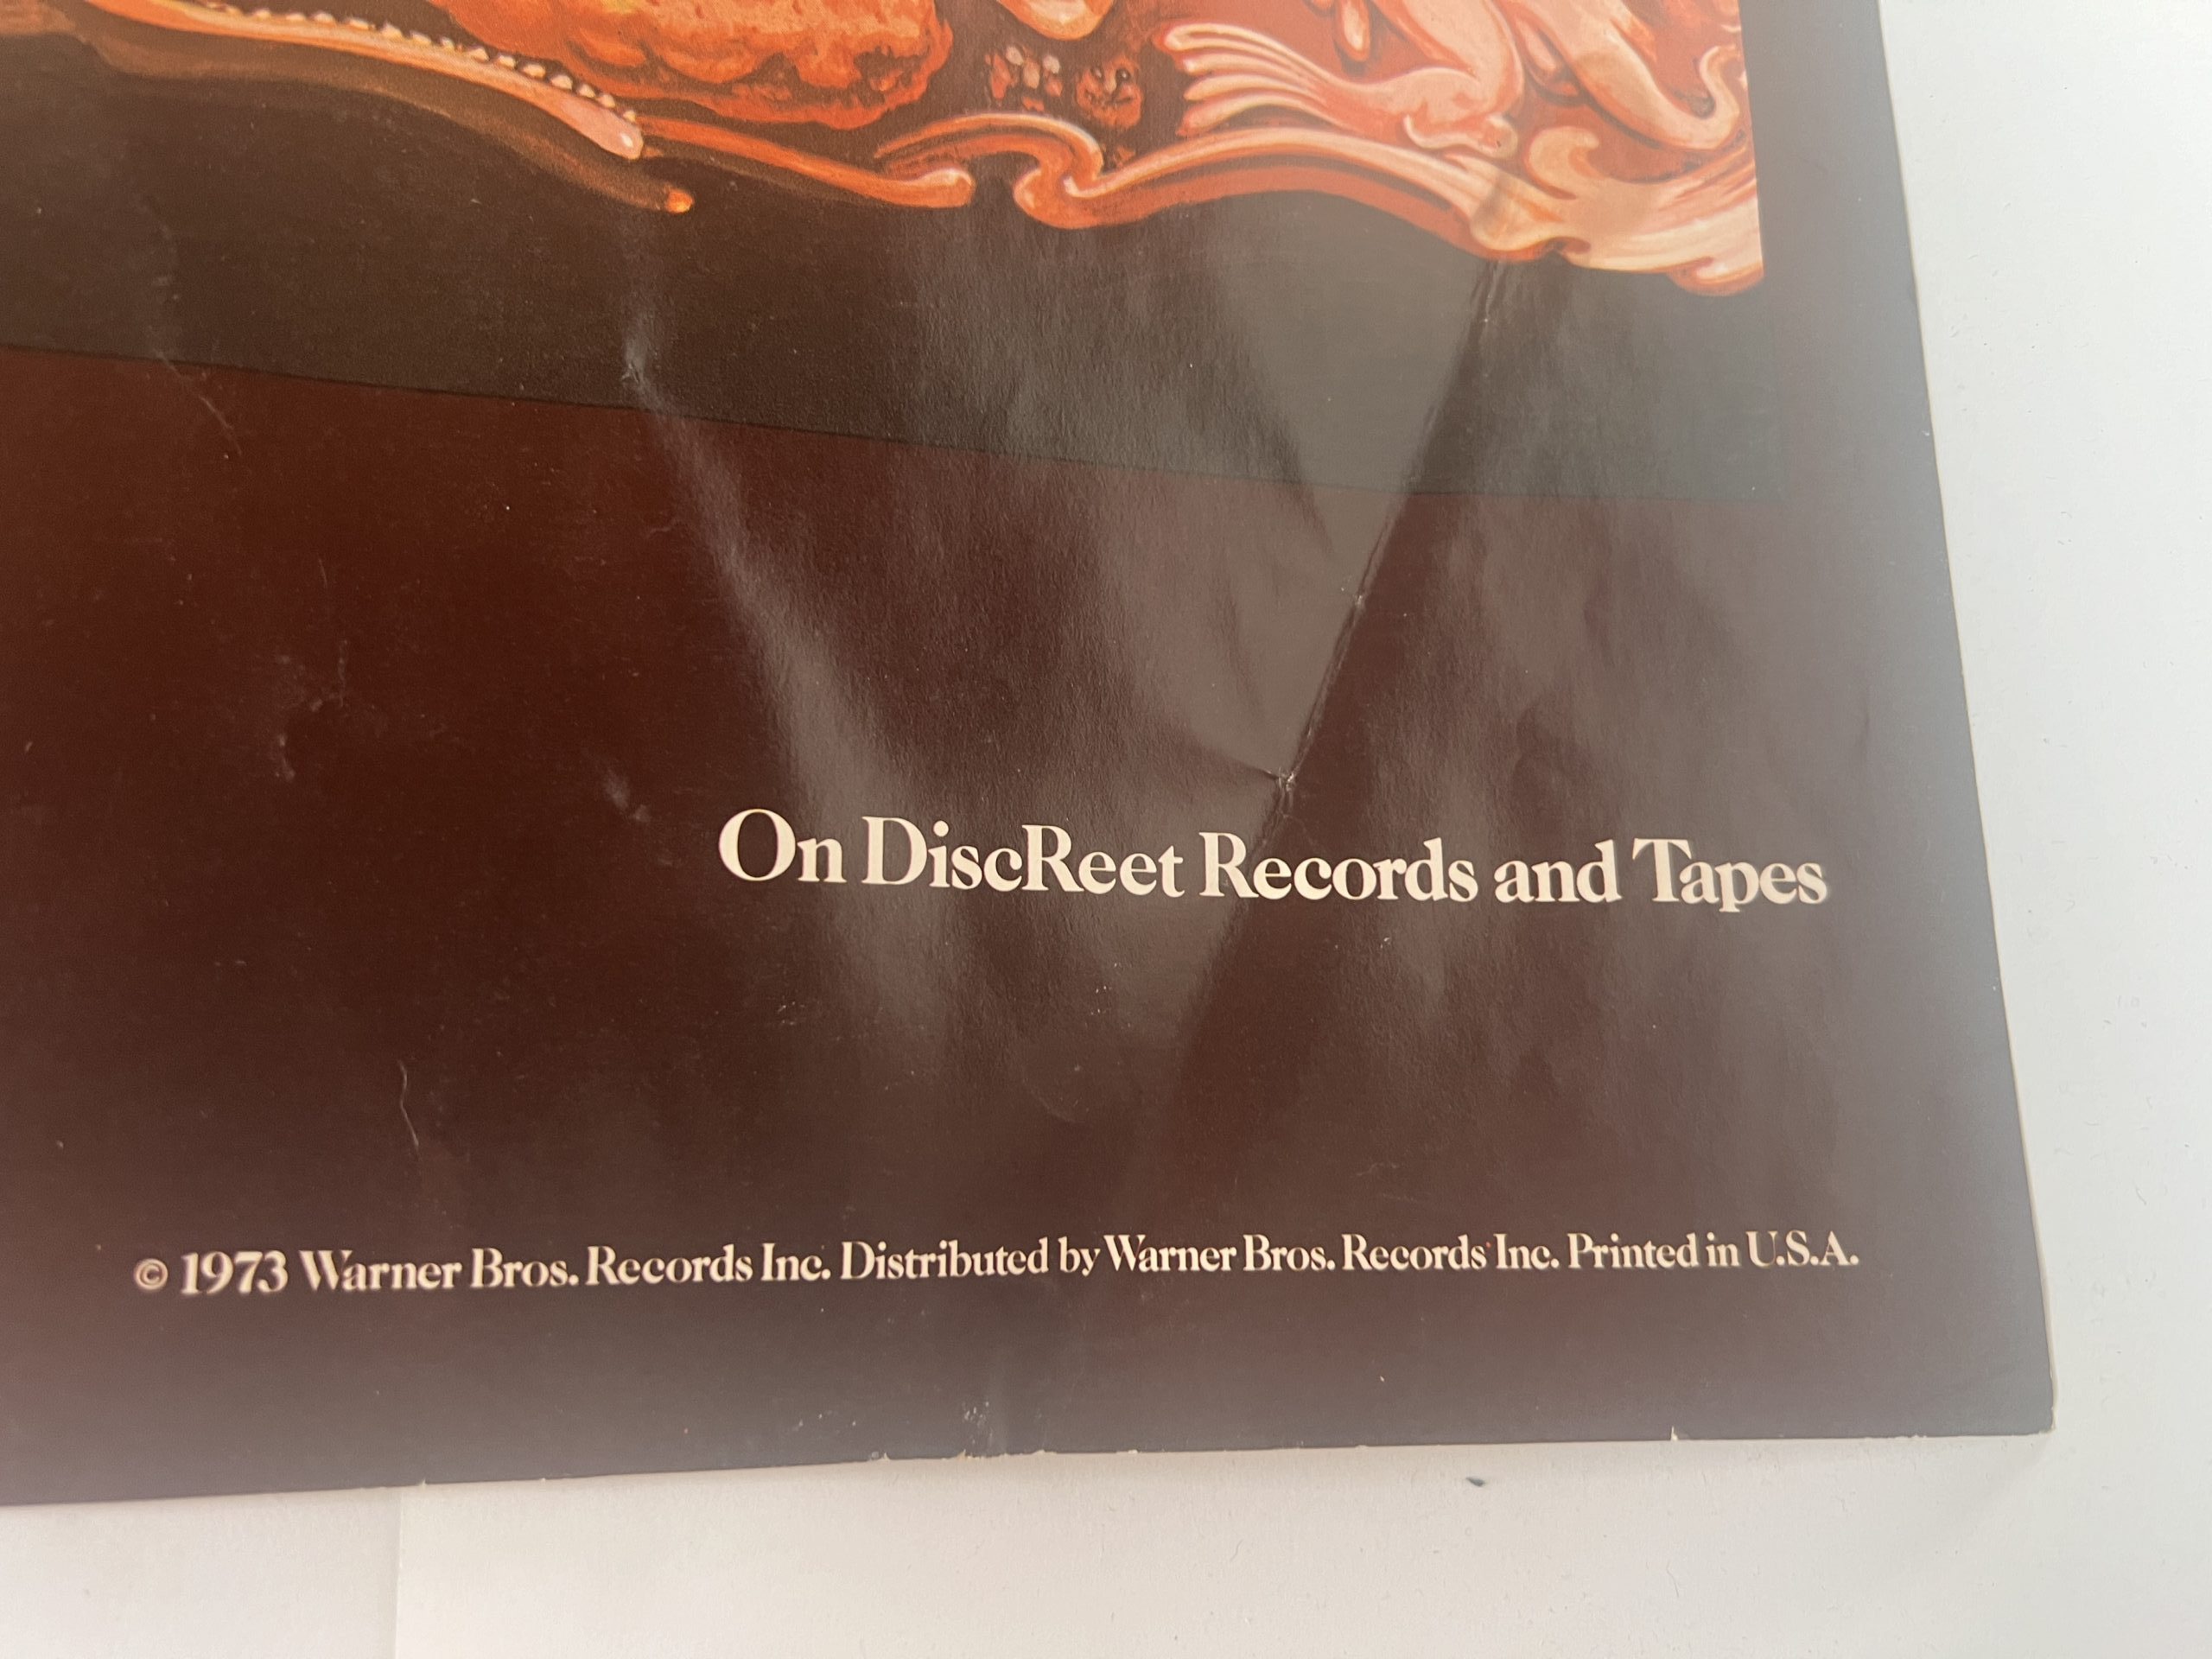 On DiscReet Records and Tapes
© 1973 Warner Bros. Records Inc. Distributed by Warner Bros. Records Inc. Printed in U.S.A.